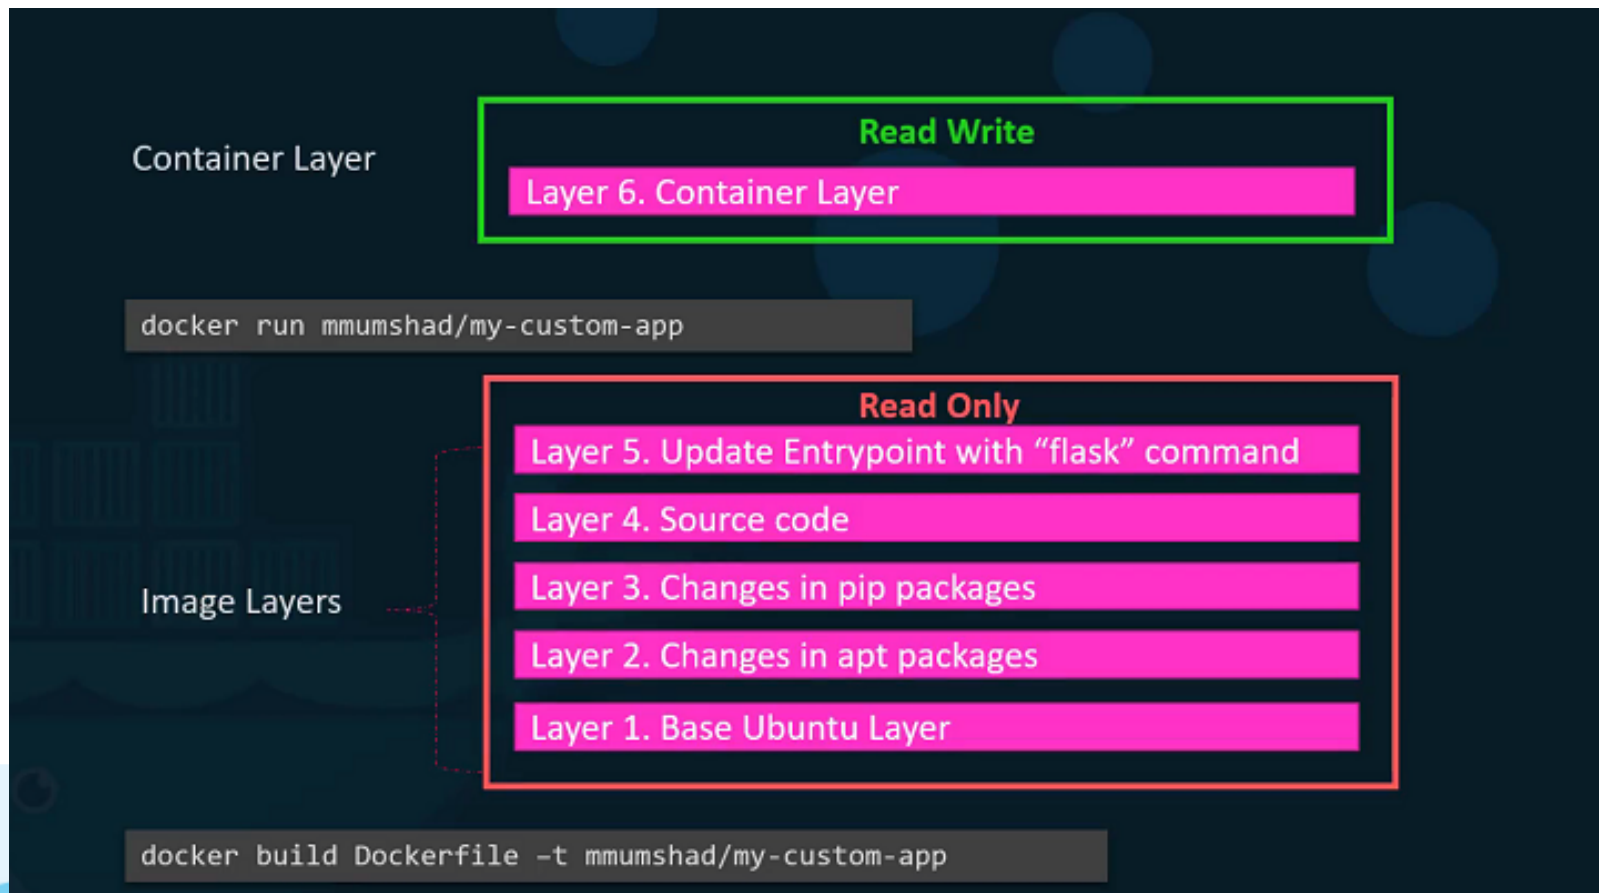 Read Write
Container Layer
Layer 6. Container Layer
docker run mmumshad/my-custom-app
Read Only
Layer 5. Update Entrypoint with “flask” command
Layer 4. Source code
Layer 3. Changes in pip packages
Image Layers
Layer 2. Changes in apt packages
Layer 1. Base Ubuntu Layer
docker build Dockerfile –t mmumshad/my-custom-app